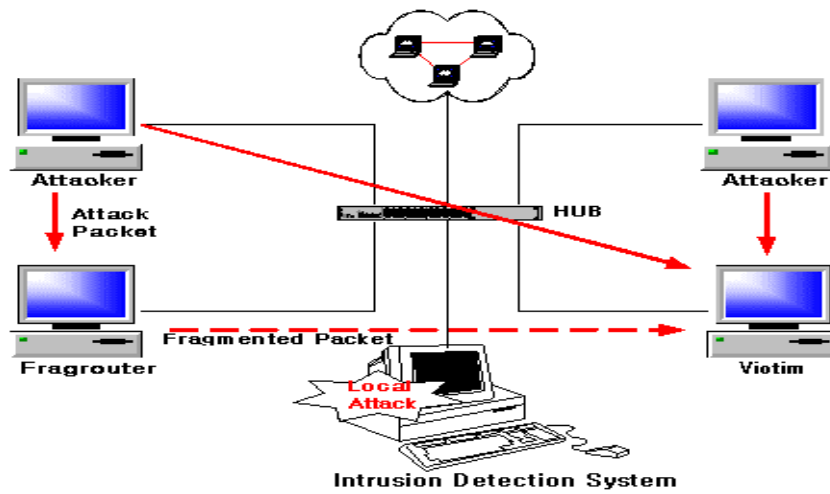 Attacker
Attacker
Attack
Packet
HUB
Fragmented Packet
Fragrouter
Victim
Local
Attack
Intrusion Detection System